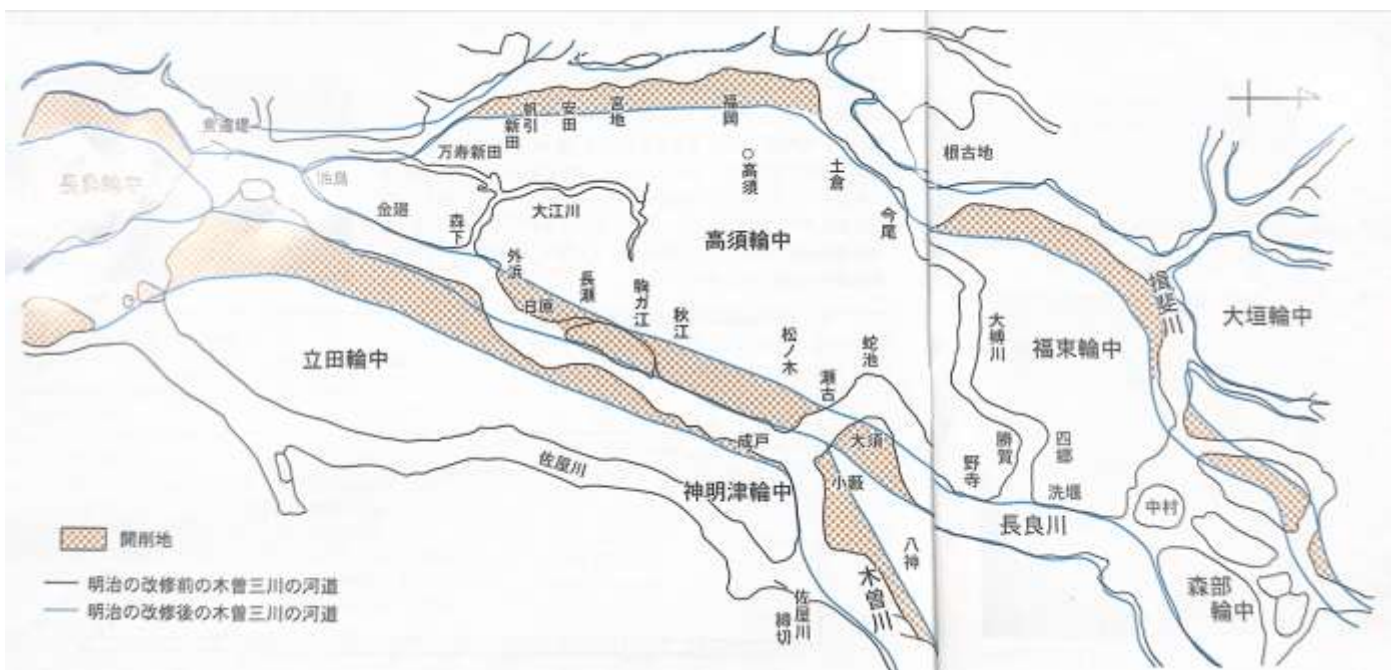 油島
金廻
森下
万寿新田
大江川
帆引
新田
安田
宮地
福岡
高須
土倉
今尾
根古地
高須輪中
外浜
日原
長瀬
駒ガ江
秋江
松ノ木
瀬古
蛇池
大榑川
福束輪中
揖斐川
大垣輪中
立田輪中
成戸
大須
小藪
野寺
勝賀
四郷
洗堰
中村
佐屋川
神明津輪中
長良川
八神
木曽川
佐屋川
締切
森部
輪中
開削地
明治の改修前の木曽三川の河道
明治の改修後の木曽三川の河道